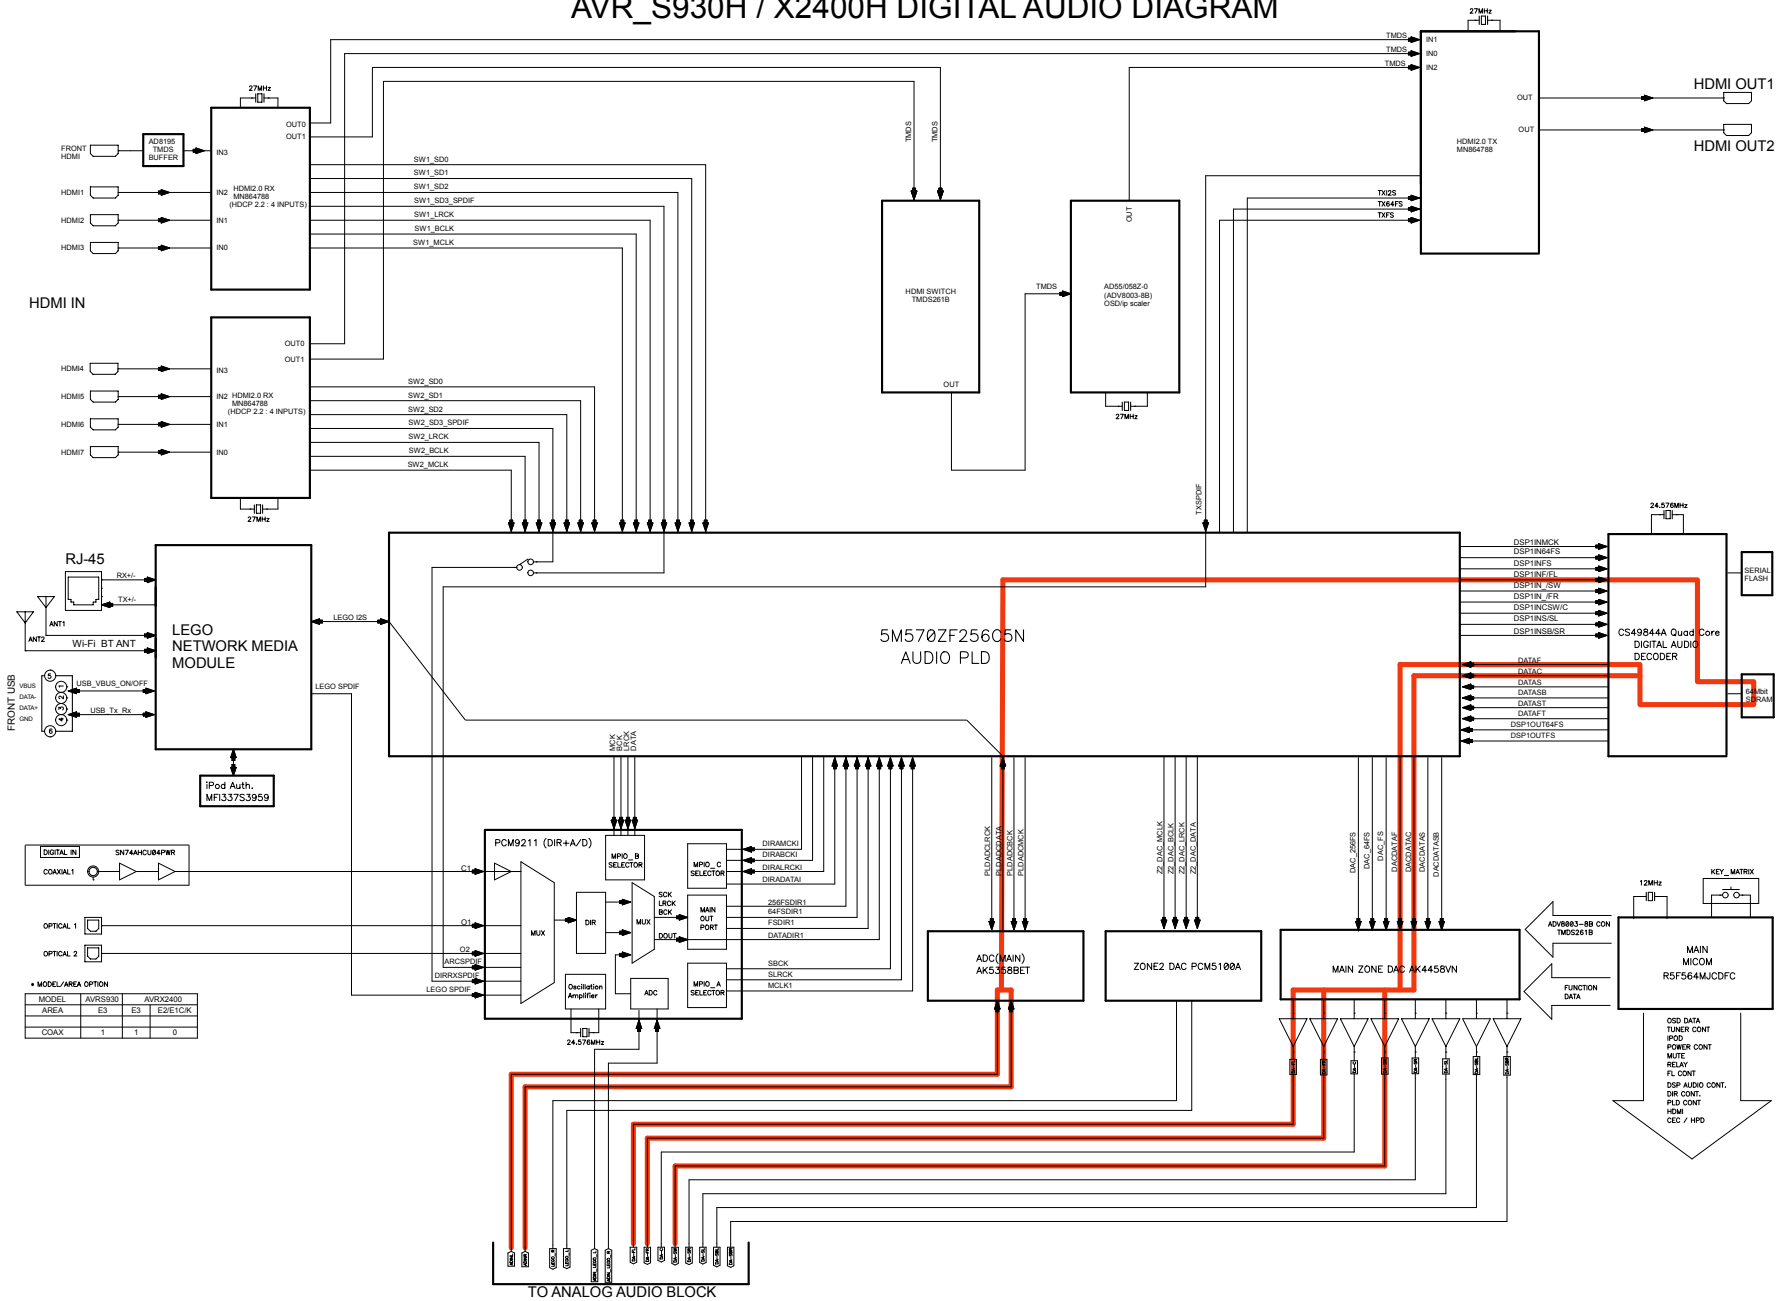 AVR_S930H / X2400H DIGITAL AUDIO DIAGRAM
27MHz
TMDS
TMDS
TMDS
IN1
IN0
IN2
OUT
OUT
HDMI2.0 TX
MN864788
HDMI OUT1
HDMI OUT2
27MHz
OUT0
OUT1
FRONT
HDMI
AD8195
TMDS
BUFFER
IN3
HDMI1
IN2
HDMI2.0 RX
MN864788
(HDCP 2.2 : 4 INPUTS)
HDMI2
IN1
HDMI3
IN0
SW1_SD0
SW1_SD1
SW1_SD2
SW1_SD3_SPDIF
SW1_LRCK
SW1_BCLK
SW1_MCLK
TMDS
TMDS
HDMI SWITCH
TMDS261B
OUT
TMDS
OUT
AD55/058Z-0
(ADV8003-8B)
OSD/ip scaler
27MHz
TXI2S
TX64FS
TXFS
HDMI IN
OUT0
OUT1
HDMI4
IN3
HDMI5
IN2
HDMI2.0 RX
MN864788
(HDCP 2.2 : 4 INPUTS)
HDMI6
IN1
HDMI7
IN0
27MHz
SW2_SD0
SW2_SD1
SW2_SD2
SW2_SD3_SPDIF
SW2_LRCK
SW2_BCLK
SW2_MCLK
TXSPDIF
RJ-45
RX+/-
TX+/-
ANT1
ANT2
Wi-Fi BT ANT
LEGO
NETWORK MEDIA
MODULE
LEGO I2S
LEGO SPDIF
FRONT USB
VBUS
DATA-
DATA+
GND
5
1
2
3
4
6
USB_VBUS_ON/OFF
USB_Tx_Rx
iPod Auth.
MFI337S3959
5M570ZF256C5N
AUDIO PLD
24.576MHz
DSP1INMCK
DSP1IN64FS
DSP1INFS
DSP1INF/FL
DSP1IN_/SW
DSP1IN_/FR
DSP1INCSW/C
DSP1INS/SL
DSP1INSB/SR
DATAF
DATAC
DATAS
DATASB
DATAST
DATAFT
DSP1OUT64FS
DSP1OUTFS
CS49844A Quad Core
DIGITAL AUDIO
DECODER
SERIAL
FLASH
64Mbit
SDRAM
MCK
BCK
LRCK
DATA
PLDADCLRCK
PLDADCDATA
PLDADCBCK
PLDADCMCK
Z2_DAC_MCLK
Z2_DAC_BCLK
Z2_DAC_LRCK
Z2_DAC_DATA
DAC_256FS
DAC_64FS
DAC_FS
DACDATAF
DACDATAC
DACDATAS
DACDATASB
DIGITAL IN
SN74AHCU04PWR
COAXIAL1
OPTICAL 1
OPTICAL 2
C1
O1
O2
ARCSPDIF
DIRRXSPDIF
LEGO SPDIF
PCM9211 (DIR+A/D)
MPIO_B
SELECTOR
MPIO_C
SELECTOR
MUX
DIR
MUX
SCK
LRCK
BCK
DOUT
MAIN
OUT
PORT
Oscillation
Amplifier
ADC
MPIO_A
SELECTOR
24.576MHz
DIRAMCKI
DIRABCKI
DIRALRCKI
DIRADATAI
256FSDIR1
64FSDIR1
FSDIR1
DATADIR1
SBCK
SLRCK
MCLK1
ADC(MAIN)
AK5358BET
ZONE2 DAC PCM5100A
MAIN ZONE DAC AK4458VN
12MHz
KEY_MATRIX
MAIN
MICOM
R5F564MJCDFC
ADV8003-8B CON
TMDS261B
FUNCTION
DATA
OSD DATA
TUNER CONT
IPOD
POWER CONT
MUTE
RELAY
FL CONT
DSP AUDIO CONT.
DIR CONT.
PLD CONT
HDMI
CEC / HPD
• MODEL/AREA OPTION
MODEL AVRS930 AVRX2400
AREA E3 E3 E2/E1C/K
COAX 1 1 0
TO ANALOG AUDIO BLOCK